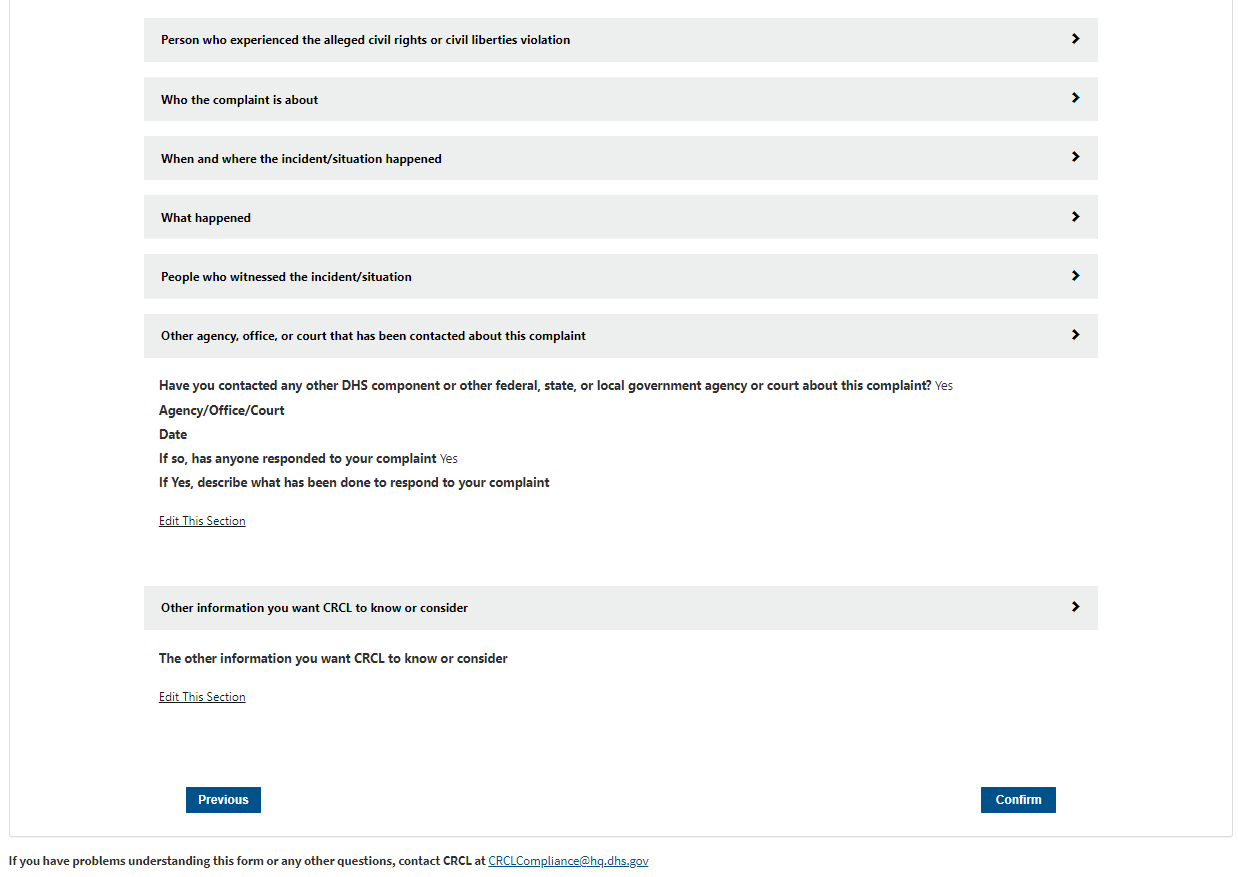 Person who experienced the alleged civil rights or civil liberties violation
Who the complaint is about
When and where the incident/situation happened
What happened
People who witnessed the incident/situation
Other agency, office, or court that has been contacted about this complaint
Have you contacted any other DHS component or other federal, state, or local government agency or court about this complaint? Yes
Agency/Office/Court
Date
If so, has anyone responded to your complaint Yes
If Yes, describe what has been done to respond to your complaint
Edit This Section
Other information you want CRCL to know or consider
The other information you want CRCL to know or consider
Edit This Section
Previous
Confirm
If you have problems understanding this form or any other questions, contact CRCL at CRCLCompliance@hq.dhs.gov